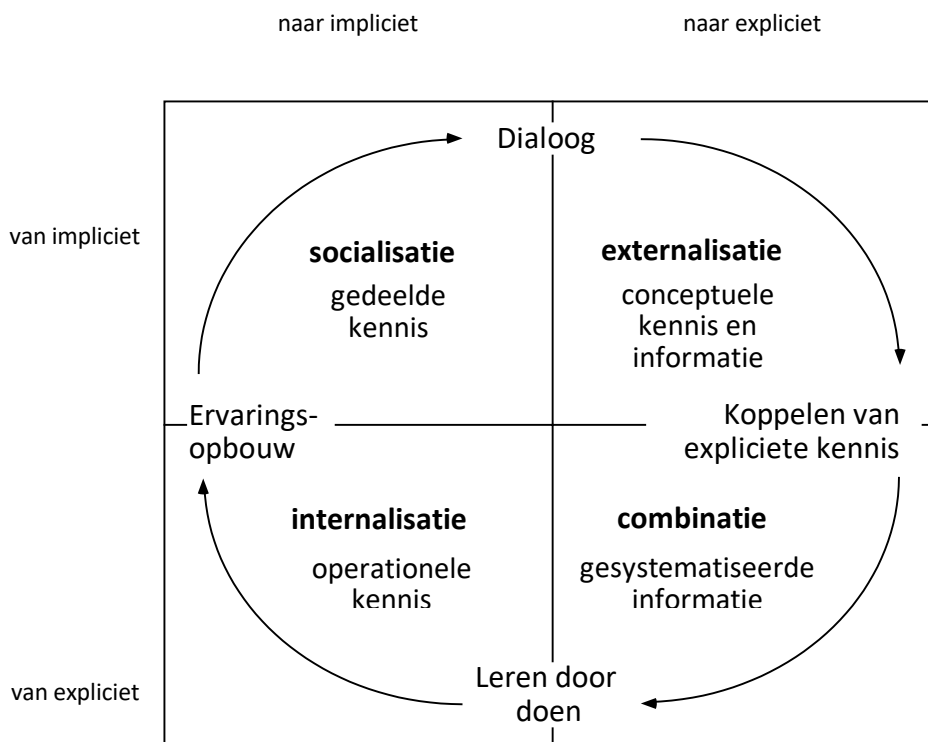 naar impliciet
naar expliciet
Dialoog
van impliciet
socialisatie
gedeelde
kennis
externalisatie
conceptuele
kennis en
informatie
Ervarings-
opbouw
Koppelen van
expliciete kennis
internalisatie
operationele
kennis
combinatie
gesystematiseerde
informatie
van expliciet
Leren door
doen